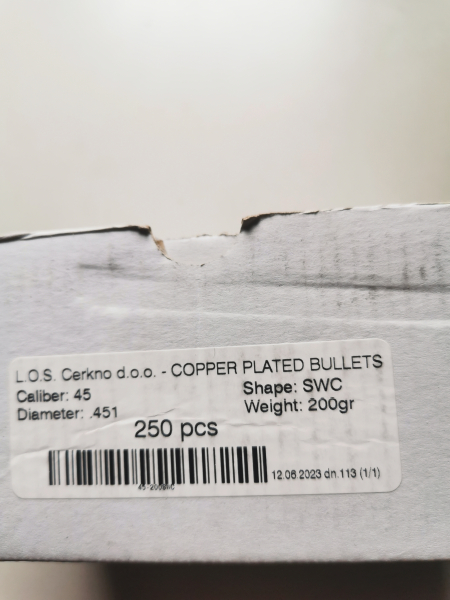 L.O.S. Cerkno d.o.o. - COPPER PLATED BULLETS
Caliber: 45 Shape: SWC
Diameter: .451 Weight: 200gr
250 pcs
12 06 2023 dn.113 (1/1)